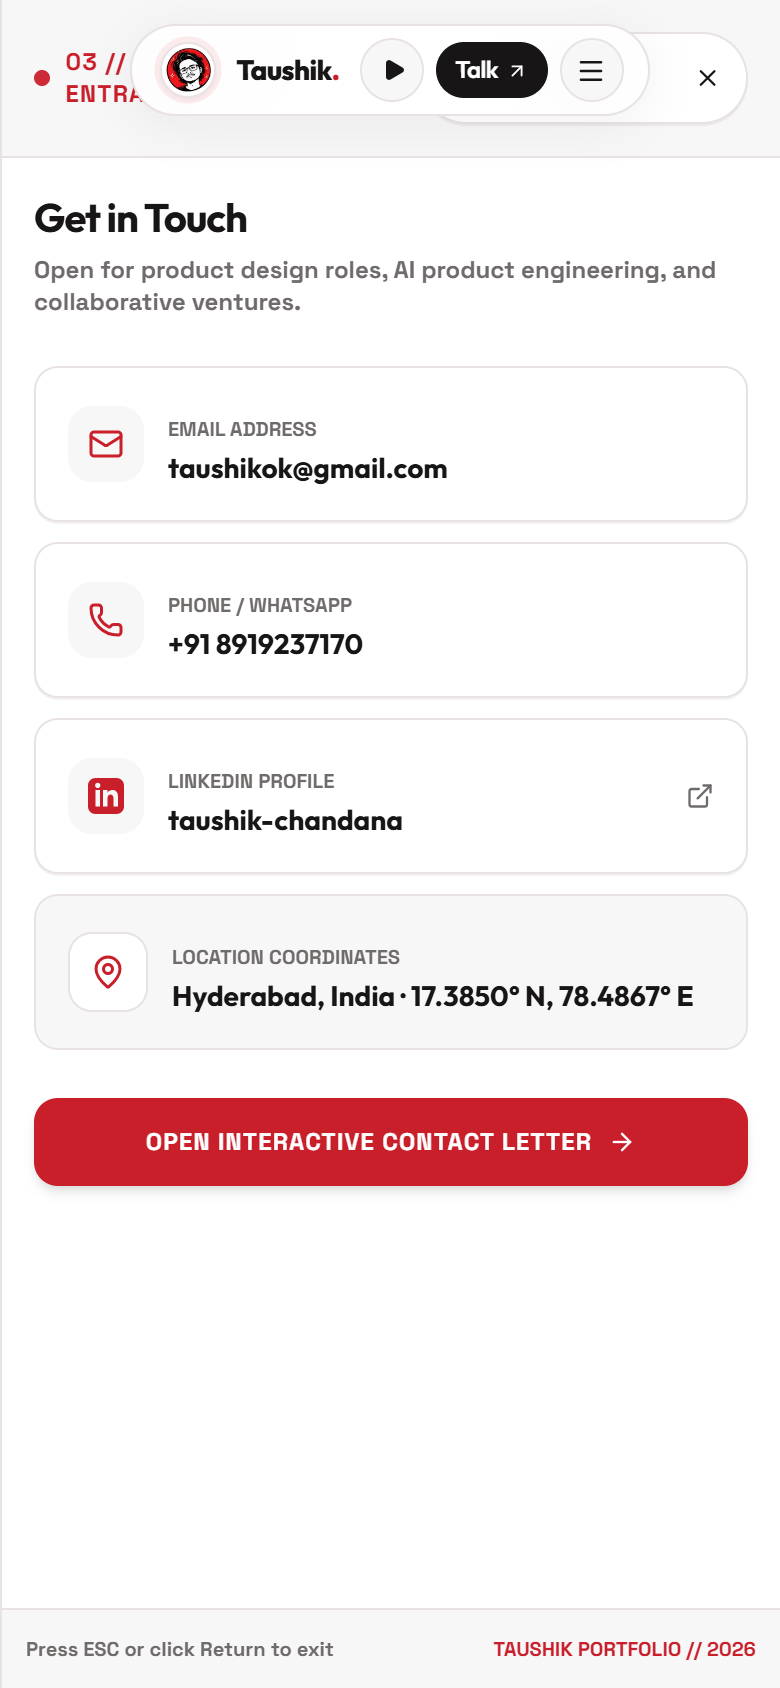 03 //
Taushik.
Talk
Get in Touch
Open for product design roles, AI product engineering, and
collaborative ventures.
EMAIL ADDRESS
taushikok@gmail.com
PHONE / WHATSAPP
+91 8919237170
in
LINKEDIN PROFILE
taushik-chandana
LOCATION COORDINATES
Hyderabad, India · 17.3850° N, 78.4867° E
OPEN INTERACTIVE CONTACT LETTER
Press ESC or click Return to exit
TAUSHIK PORTFOLIO // 2026